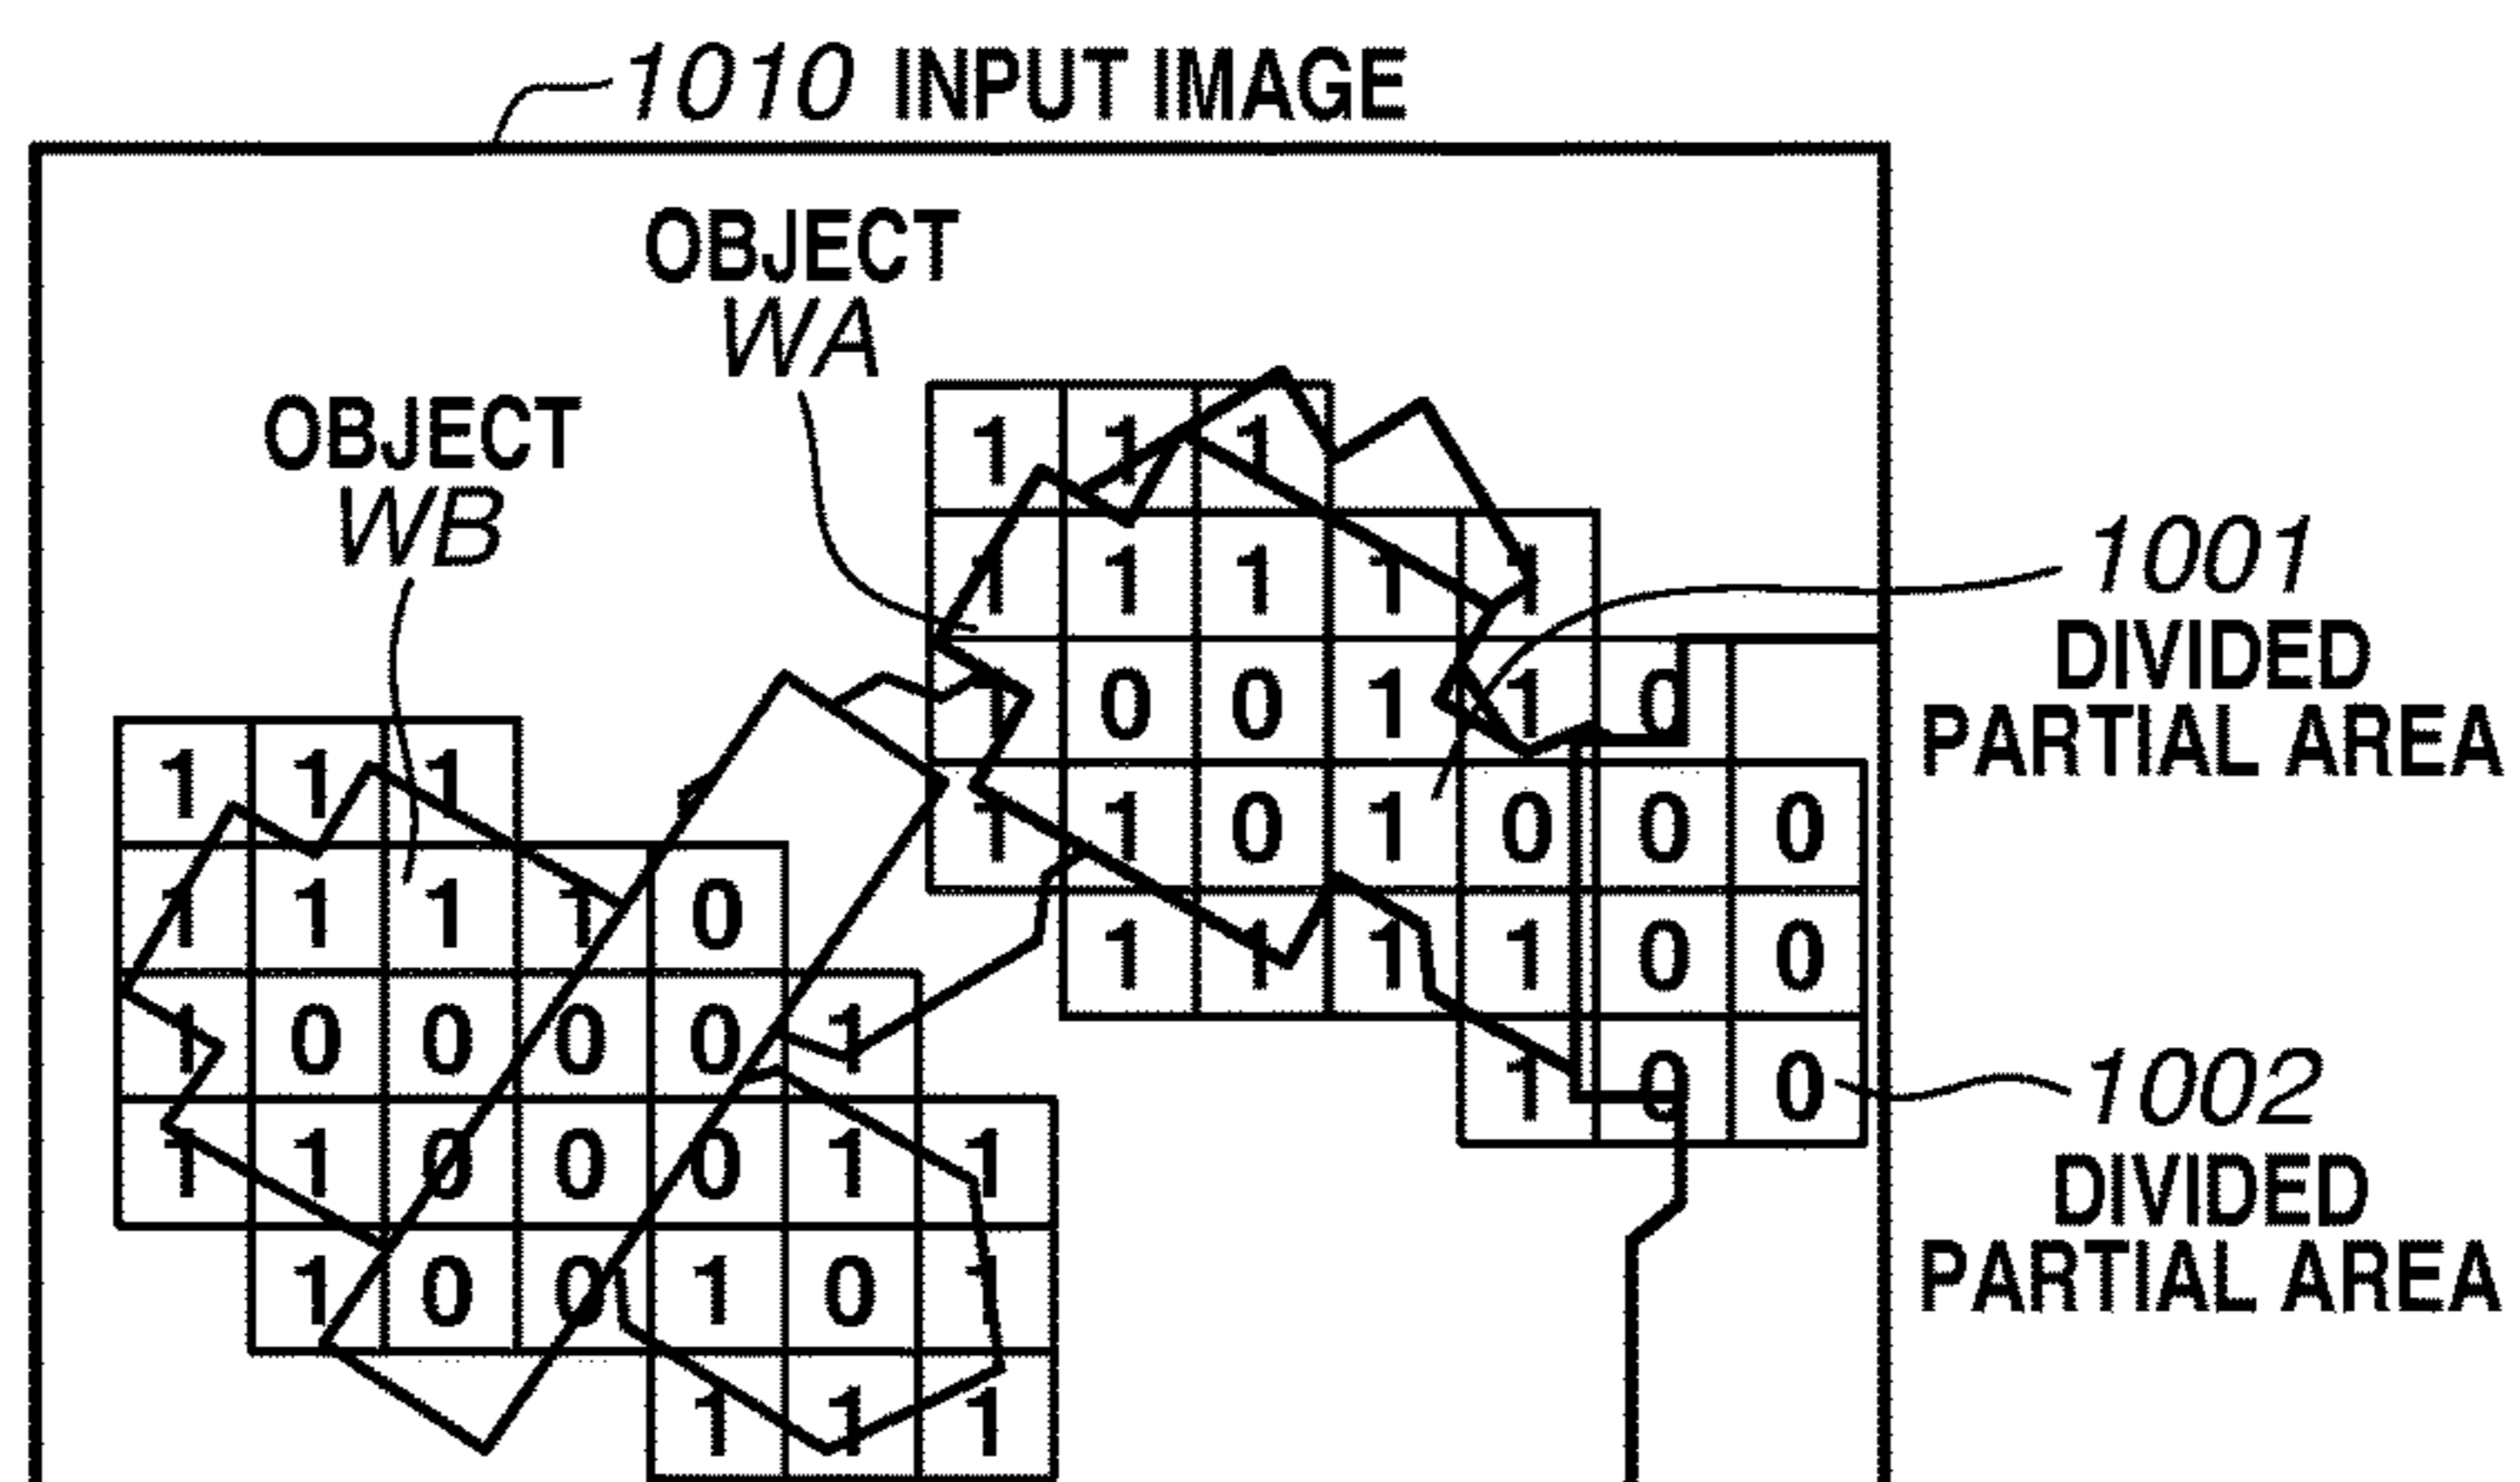 1010 INPUT IMAGE
OBJECT
WA
OBJECT
WB
1 1 1
1 1 1 1 1
1 0 0 1 1 0
1 1 0 1 0 0 0
1 1 1 1 0 0
1 0 0
1 1 1
1 1 1 1 0
1 0 0 0 0 1
1 1 0 0 0 1 1
1 0 0 1 0 1
1 1 1
1001
DIVIDED
PARTIAL AREA
1002
DIVIDED
PARTIAL AREA